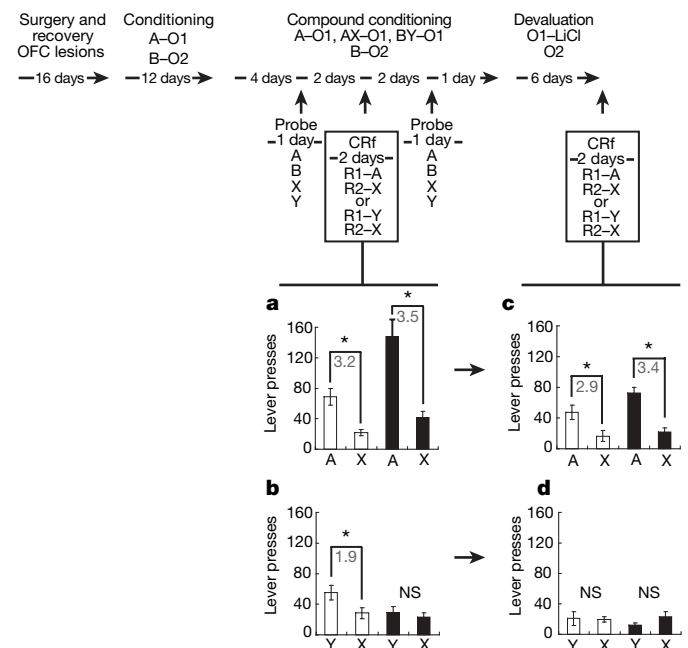 Surgery and
recovery
OFC lesions
16 days
Conditioning
A–O1
B–O2
12 days
Compound conditioning
A–O1, AX–O1, BY–O1
B–O2
4 days
2 days
2 days
1 day
Devaluation
O1–LiCl
O2
6 days
Probe
1 day
A
B
X
Y
CRf
2 days
R1–A
R2–X
or
R1–Y
R2–X
Probe
1 day
A
B
X
Y
CRf
2 days
R1–A
R2–X
or
R1–Y
R2–X
a
Lever presses
160
120
80
40
0
*
3.2
*
3.5
A X A X
c
Lever presses
160
120
80
40
0
*
2.9
*
3.4
A X A X
b
Lever presses
160
120
80
40
0
*
1.9
NS
Y X Y X
d
Lever presses
160
120
80
40
0
NS NS
Y X Y X